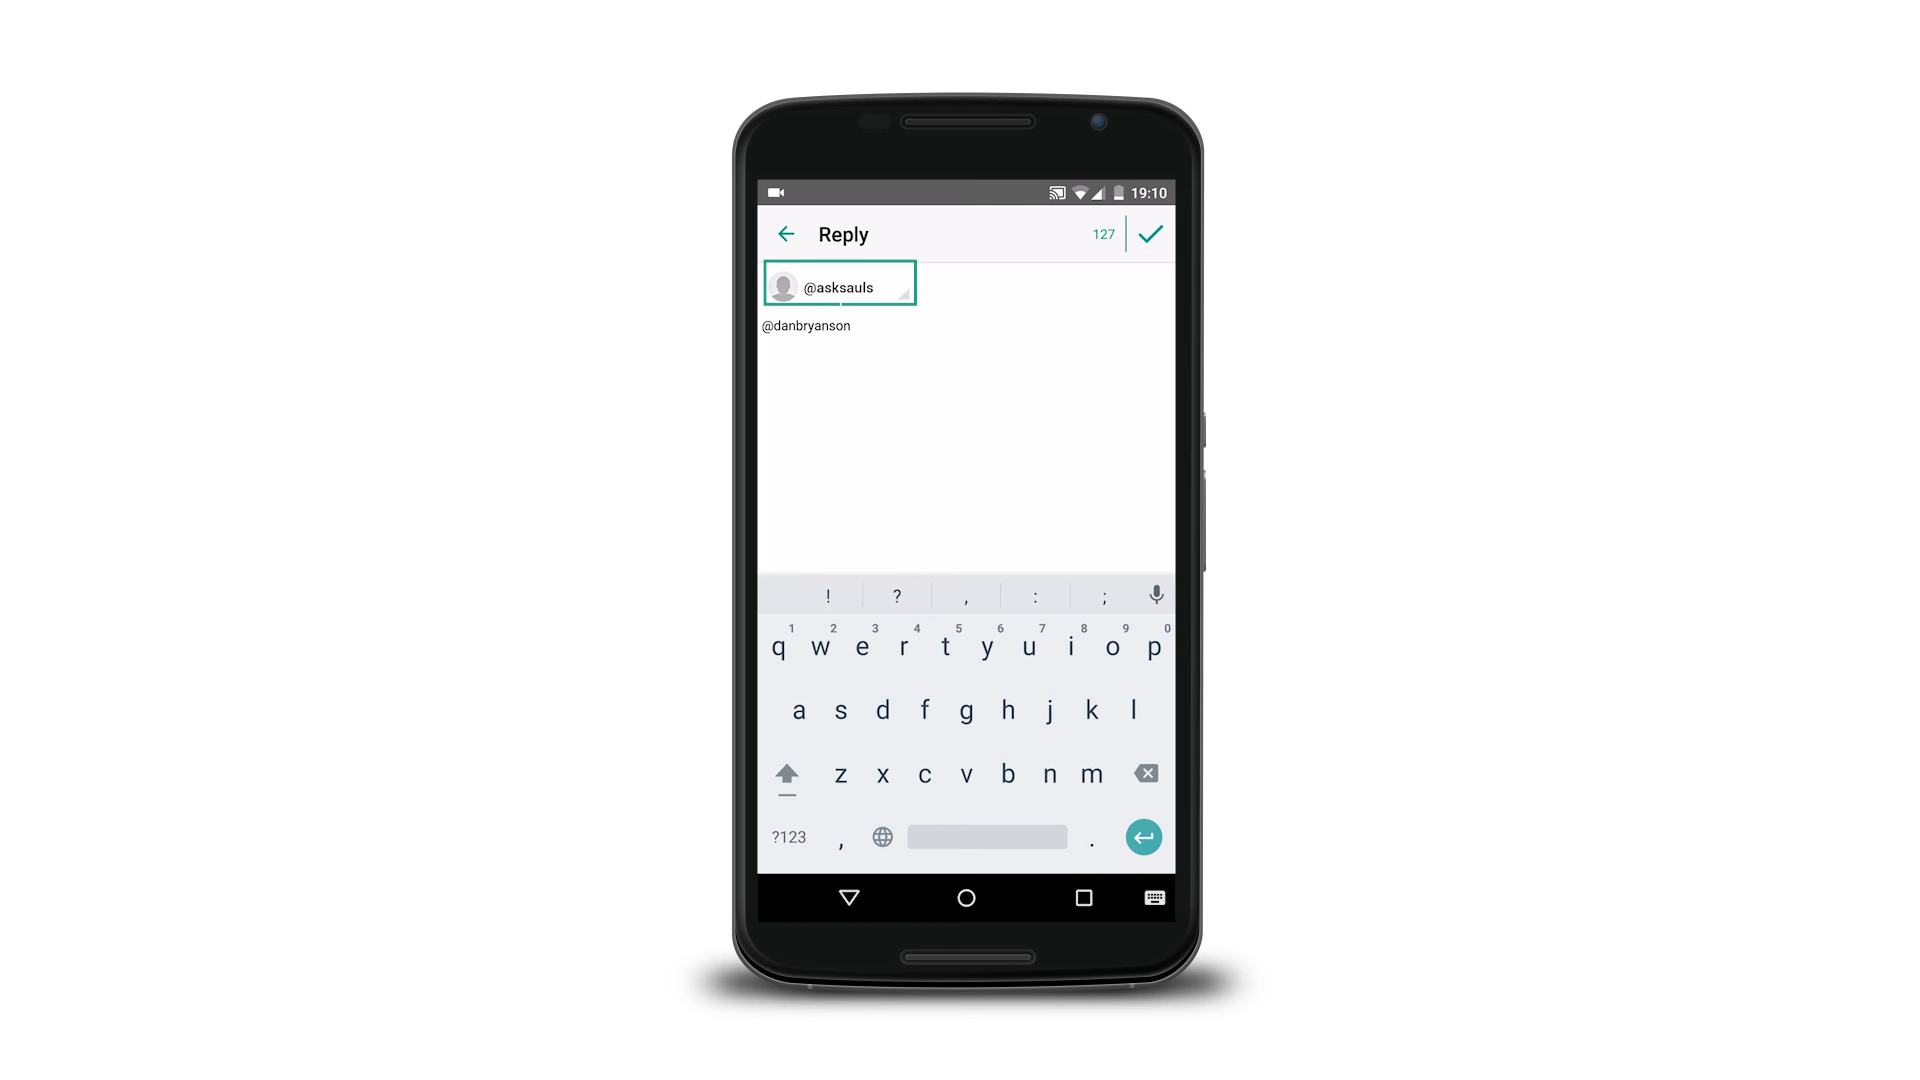 19:10
Reply 127
@asksauls
@danbryanson
! ? , : ;
1 2 3 4 5 6 7 8 9 0
q w e r t y u i o p
a s d f g h j k l
z x c v b n m
?123 , .